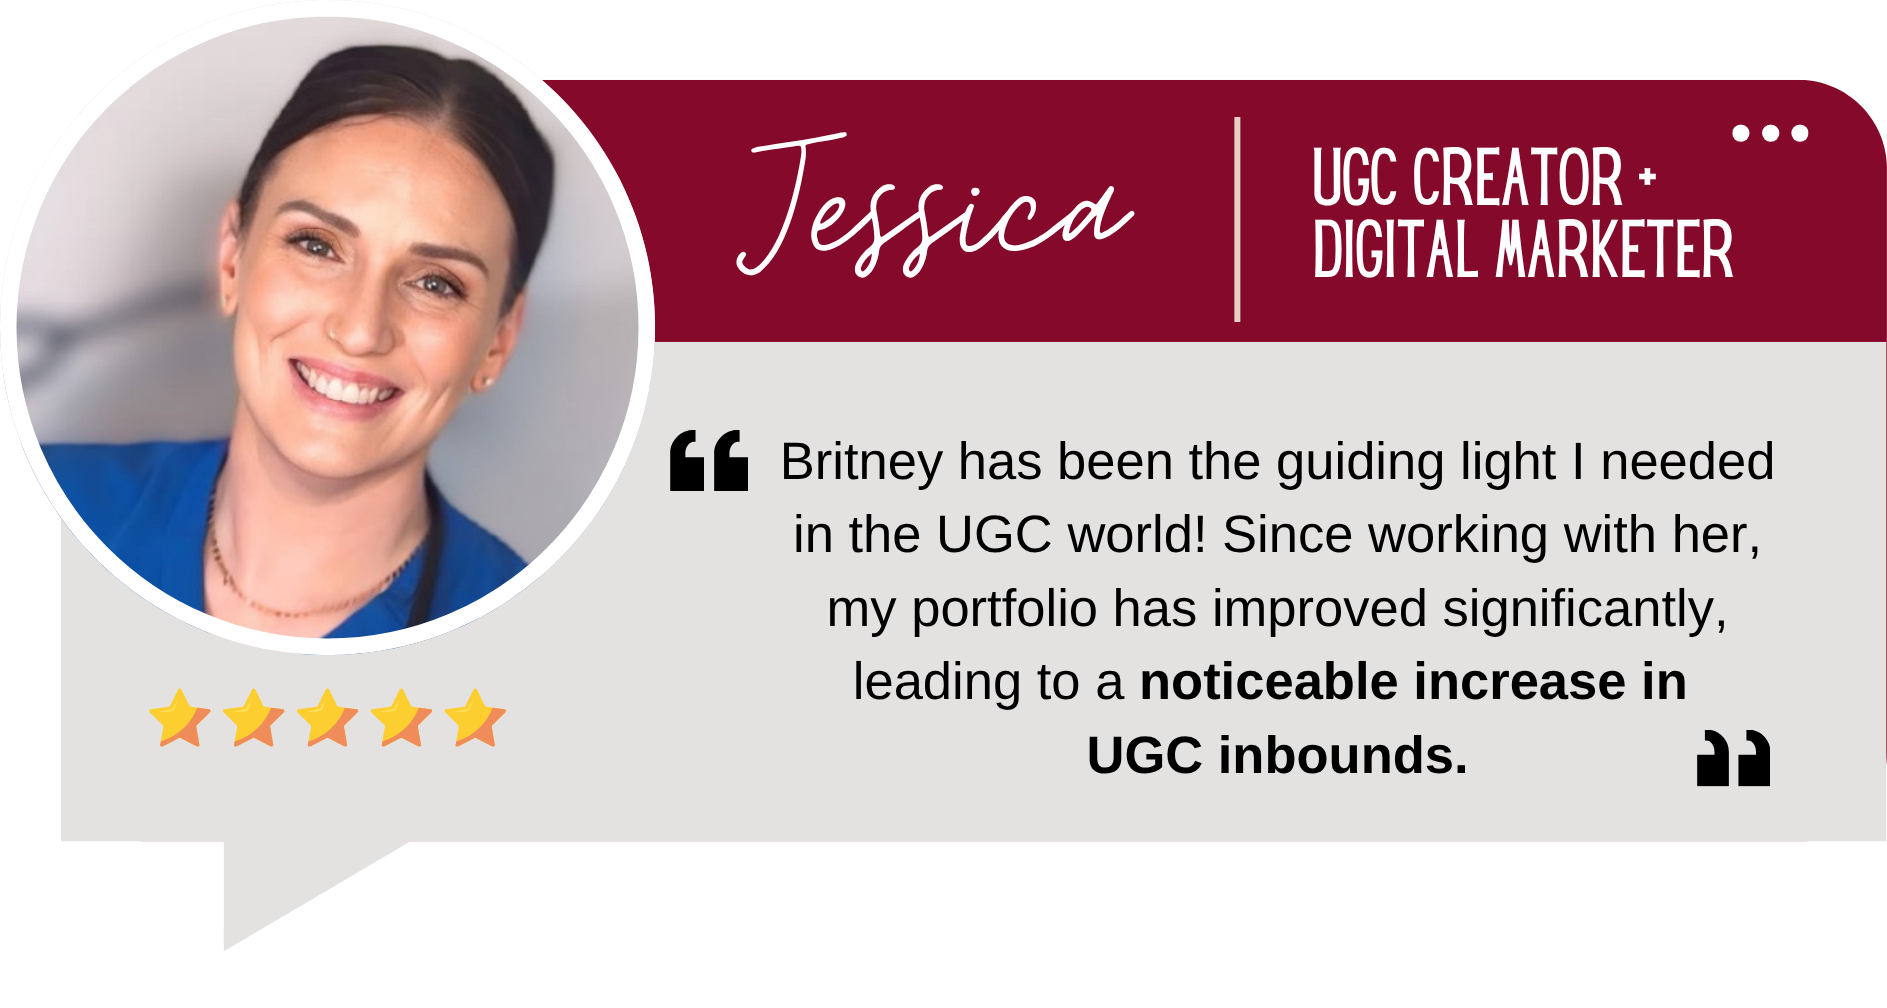 Jessica
UGC CREATOR +
DIGITAL MARKETER
“ Britney has been the guiding light I needed
in the UGC world! Since working with her,
my portfolio has improved significantly,
leading to a noticeable increase in
UGC inbounds. ”